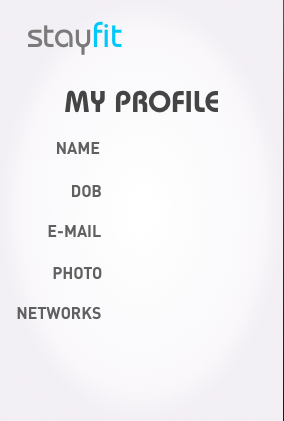 stayfit
MY PROFILE
NAME
DOB
E-MAIL
PHOTO
NETWORKS